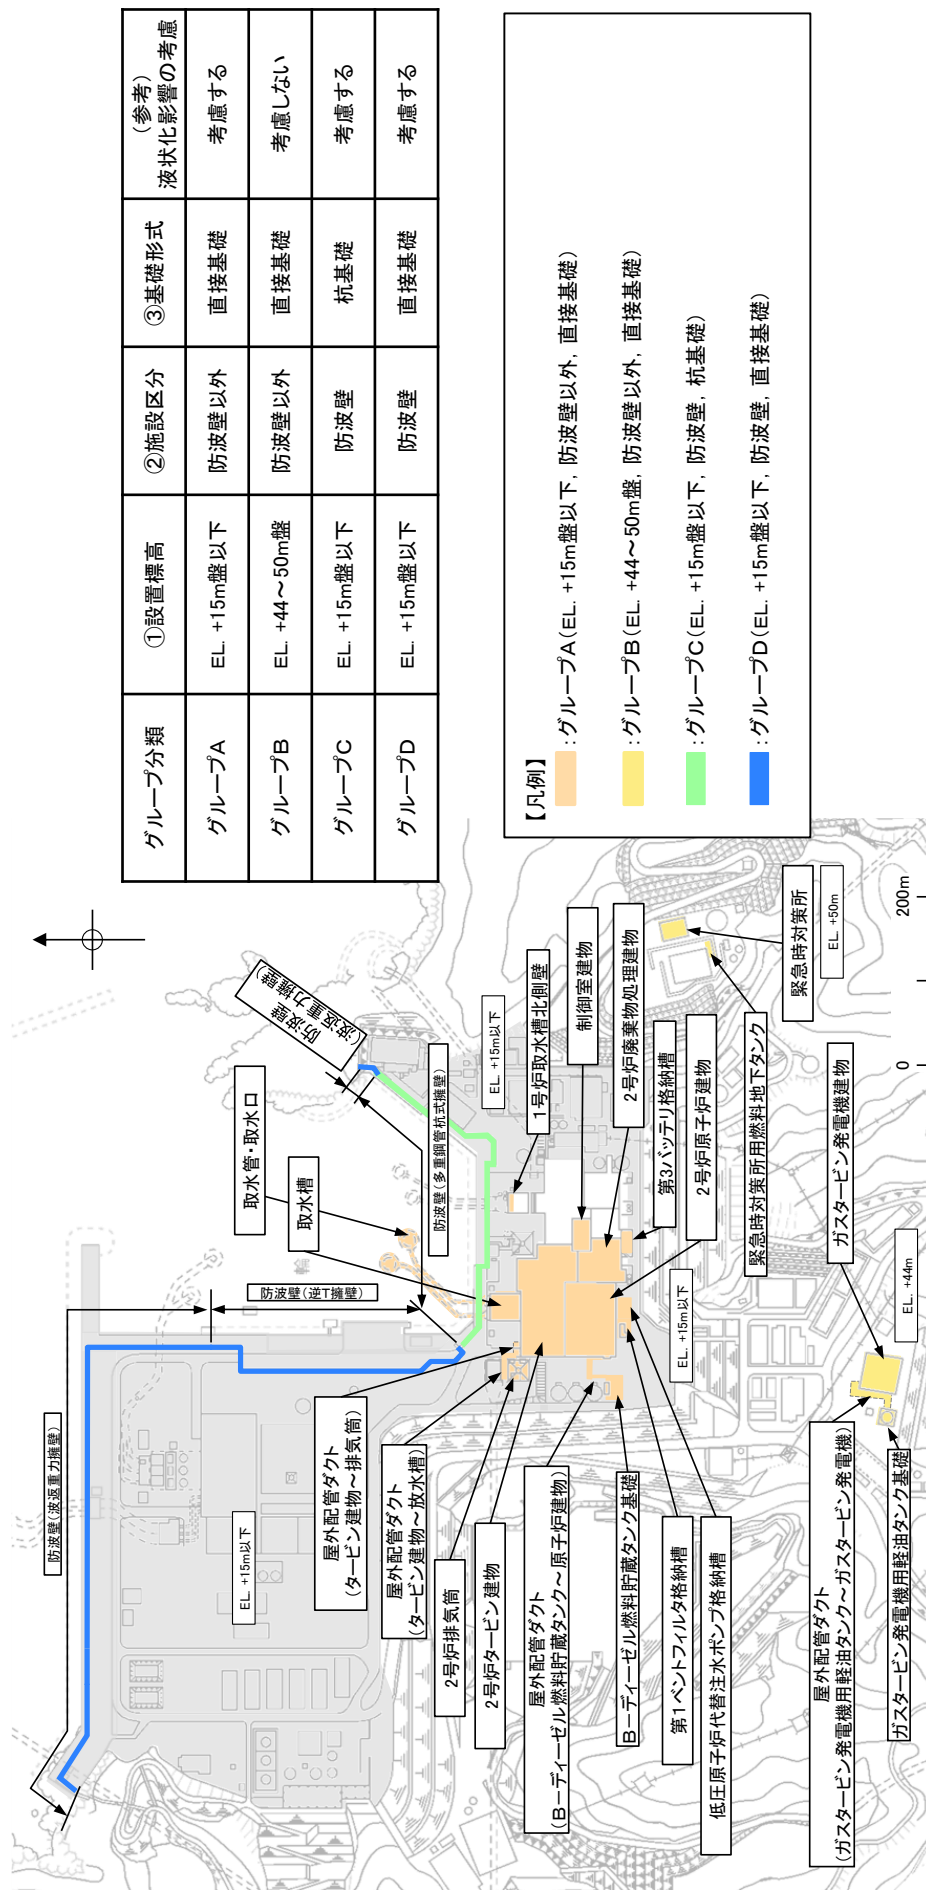 グループ分類 ①設置標高 ②施設区分 ③基礎形式 (参考)
液状化影響の考慮
グループA EL. +15m盤以下 防波壁以外 直接基礎 考慮する
グループB EL. +44～50m盤 防波壁以外 直接基礎 考慮しない
グループC EL. +15m盤以下 防波壁 杭基礎 考慮する
グループD EL. +15m盤以下 防波壁 直接基礎 考慮する
【凡例】
:グループA(EL. +15m盤以下, 防波壁以外, 直接基礎)
:グループB(EL. +44～50m盤, 防波壁以外, 直接基礎)
:グループC(EL. +15m盤以下, 防波壁, 杭基礎)
:グループD(EL. +15m盤以下, 防波壁, 直接基礎)
防波壁(波返重力擁壁)
防波壁(逆T擁壁)
取水管・取水口
取水槽
防波壁
(波返重力擁壁)
防波壁(多重鋼管杭式擁壁)
EL. +15m以下
EL. +15m以下
1号炉取水槽北側壁
制御室建物
2号炉廃棄物処理建物
第3バッテリ格納槽
2号炉原子炉建物
緊急時対策所用燃料地下タンク
緊急時対策所
EL. +50m
ガスタービン発電機建物
EL. +44m
EL. +15m以下
屋外配管ダクト
(タービン建物～排気筒)
屋外配管ダクト
(タービン建物～放水槽)
2号炉排気筒
2号炉タービン建物
屋外配管ダクト
(B－ディーゼル燃料貯蔵タンク～原子炉建物)
B－ディーゼル燃料貯蔵タンク基礎
第1ベントフィルタ格納槽
低圧原子炉代替注水ポンプ格納槽
屋外配管ダクト
(ガスタービン発電機用軽油タンク～ガスタービン発電機)
ガスタービン発電機用軽油タンク基礎
0 200m